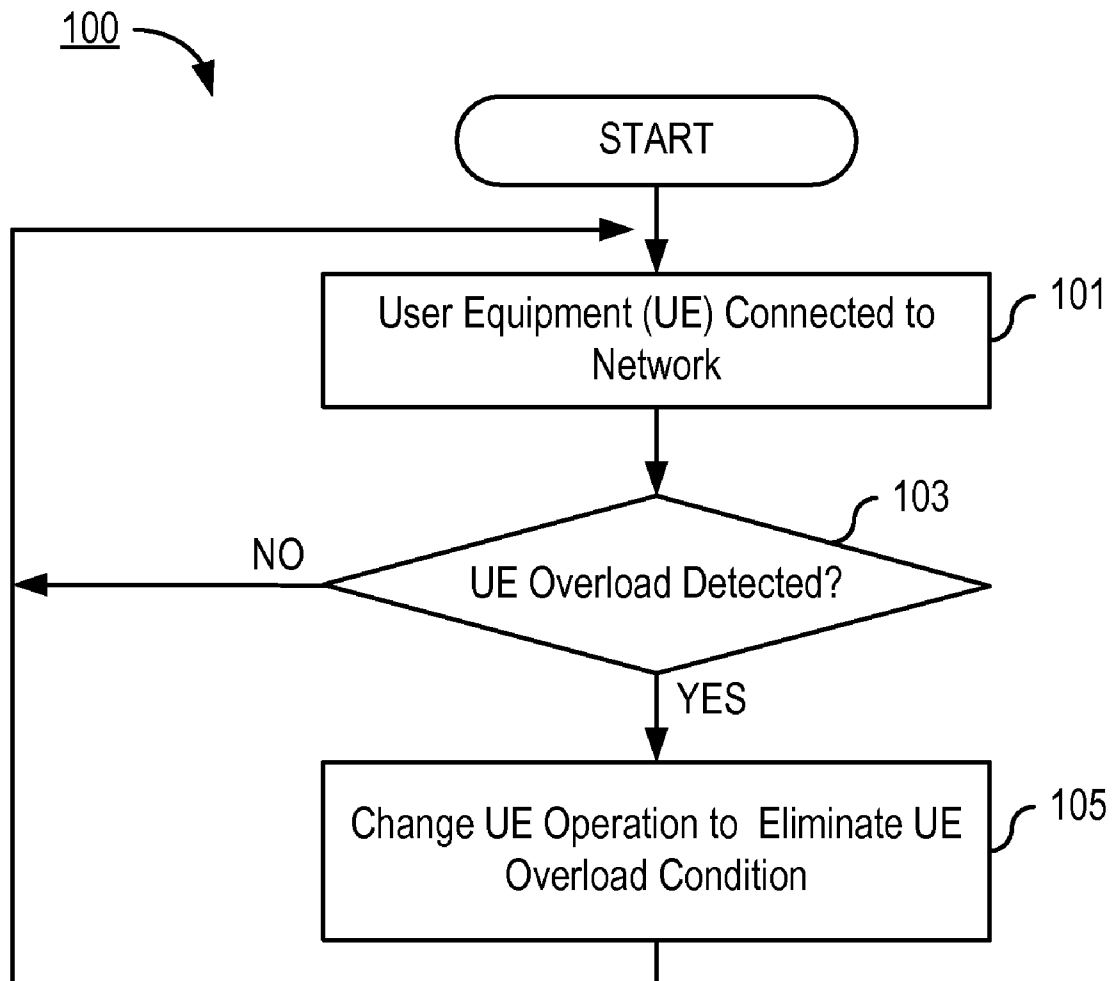 100
START
User Equipment (UE) Connected to
Network
101
103
NO
UE Overload Detected?
YES
Change UE Operation to Eliminate UE
Overload Condition
105